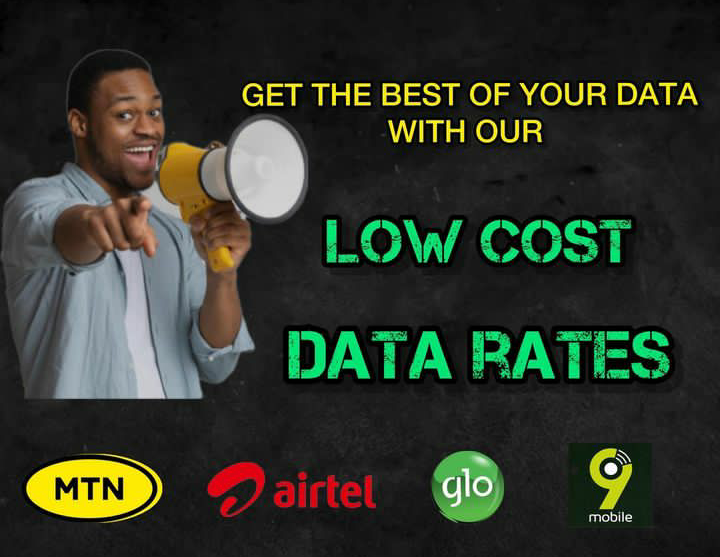 GET THE BEST OF YOUR DATA
WITH OUR
LOW COST
DATA RATES
MTN
airtel
glo
9
mobile